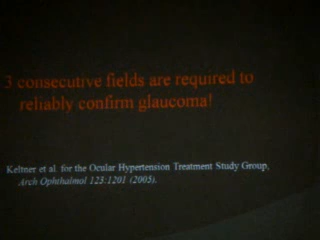 3 consecutive fields are required to
reliably confirm glaucoma!
Keltner et al. for the Ocular Hypertension Treatment Study Group,
Arch Ophthalmol 123:1201 (2005).